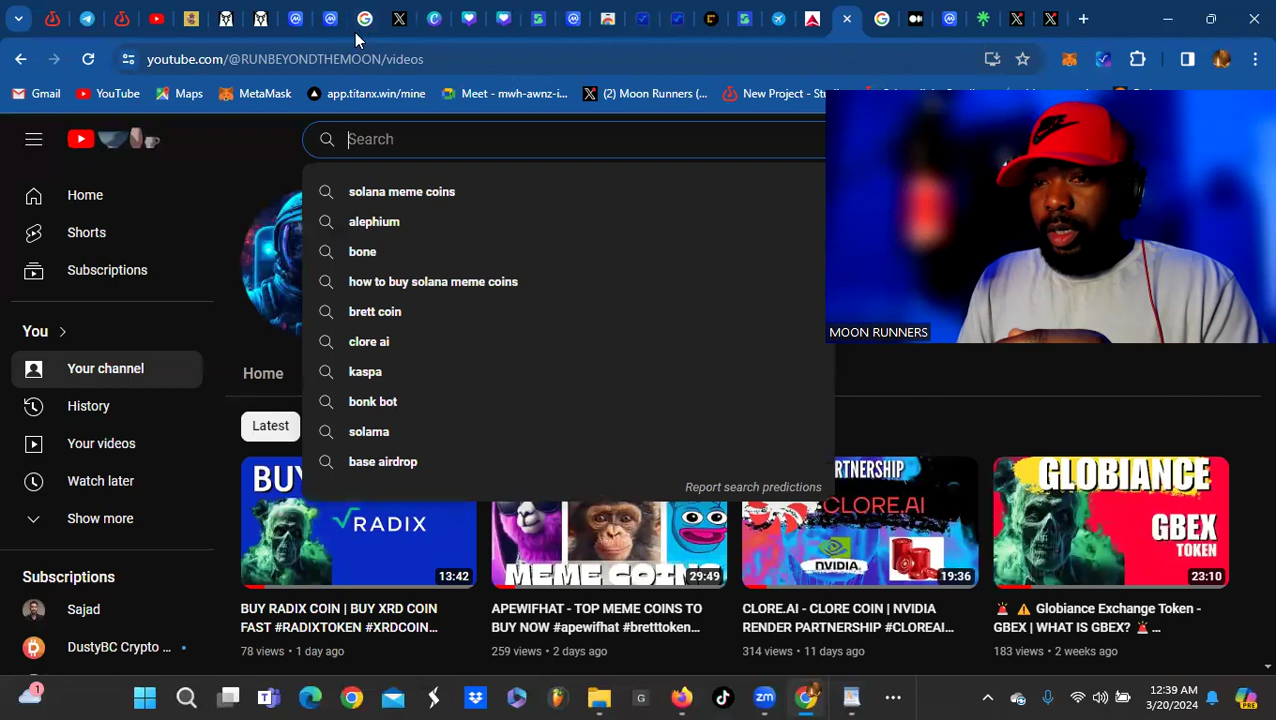 youtube.com/@RUNBEYONDTHEMOON/videos
Gmail
YouTube
Maps
MetaMask
app.titanx.win/mine
Meet - mwh-awnz-i...
(2) Moon Runners (...
New Project - Stud
Search
Home
Shorts
Subscriptions
You
Your channel
History
Your videos
Watch later
Show more
Subscriptions
Sajad
DustyBC Crypto ...
solana meme coins
alephium
bone
how to buy solana meme coins
brett coin
clore ai
kaspa
bonk bot
solama
base airdrop
Report search predictions
MOON RUNNERS
Home
Latest
BUY
RADIX
13:42
BUY RADIX COIN | BUY XRD COIN
FAST #RADIXTOKEN #XRDCOIN...
78 views • 1 day ago
MEME COINS
29:49
APEWIFHAT - TOP MEME COINS TO
BUY NOW #apewifhat #bretttoken...
259 views • 2 days ago
RTNERSHIP
CLORE.AI
NVIDIA.
19:36
CLORE.AI - CLORE COIN | NVIDIA
RENDER PARTNERSHIP #CLOREAI...
314 views • 11 days ago
GLOBIANCE
GBEX
TOKEN
23:10
🚨 ⚠️ Globiance Exchange Token -
GBEX | WHAT IS GBEX? 🚨 ...
183 views • 2 weeks ago
1
G
zm
PRE
12:39 AM
3/20/2024